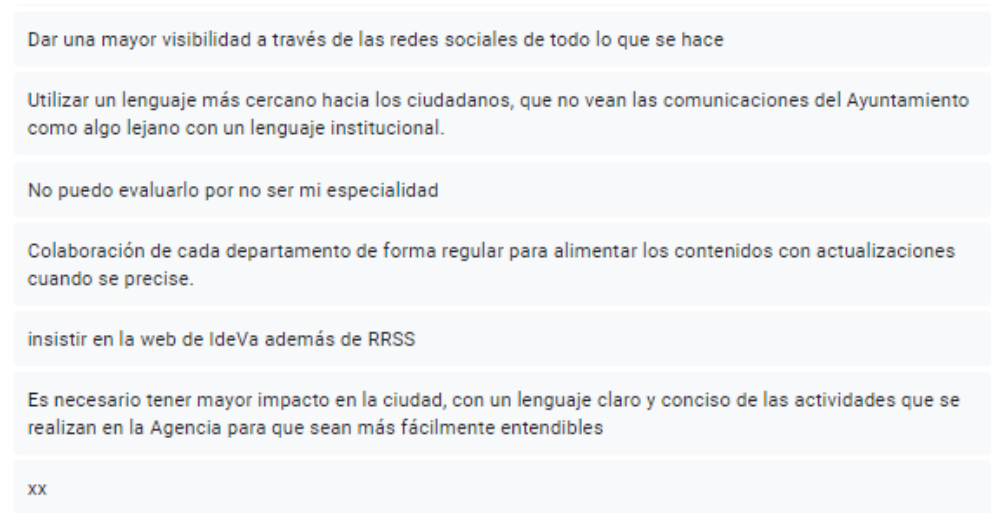 Dar una mayor visibilidad a través de las redes sociales de todo lo que se hace
Utilizar un lenguaje más cercano hacia los ciudadanos, que no vean las comunicaciones del Ayuntamiento
como algo lejano con un lenguaje institucional.
No puedo evaluarlo por no ser mi especialidad
Colaboración de cada departamento de forma regular para alimentar los contenidos con actualizaciones
cuando se precise.
insistir en la web de IdeVa además de RRSS
Es necesario tener mayor impacto en la ciudad, con un lenguaje claro y conciso de las actividades que se
realizan en la Agencia para que sean más fácilmente entendibles
xx